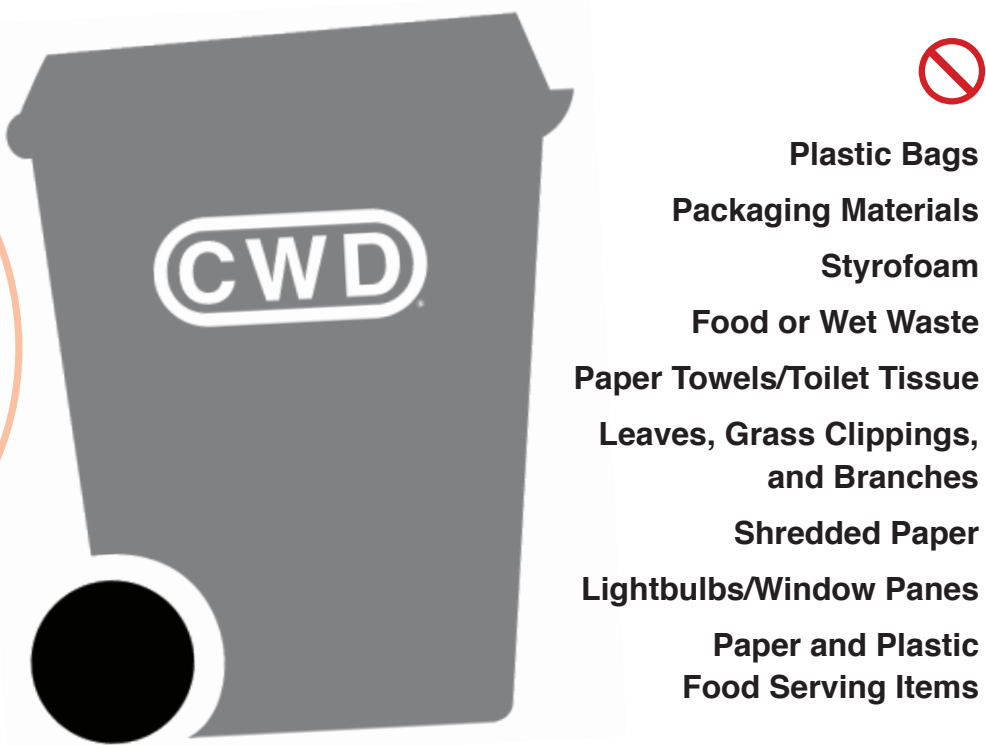 CWD
Plastic Bags
Packaging Materials
Styrofoam
Food or Wet Waste
Paper Towels/Toilet Tissue
Leaves, Grass Clippings,
and Branches
Shredded Paper
Lightbulbs/Window Panes
Paper and Plastic
Food Serving Items